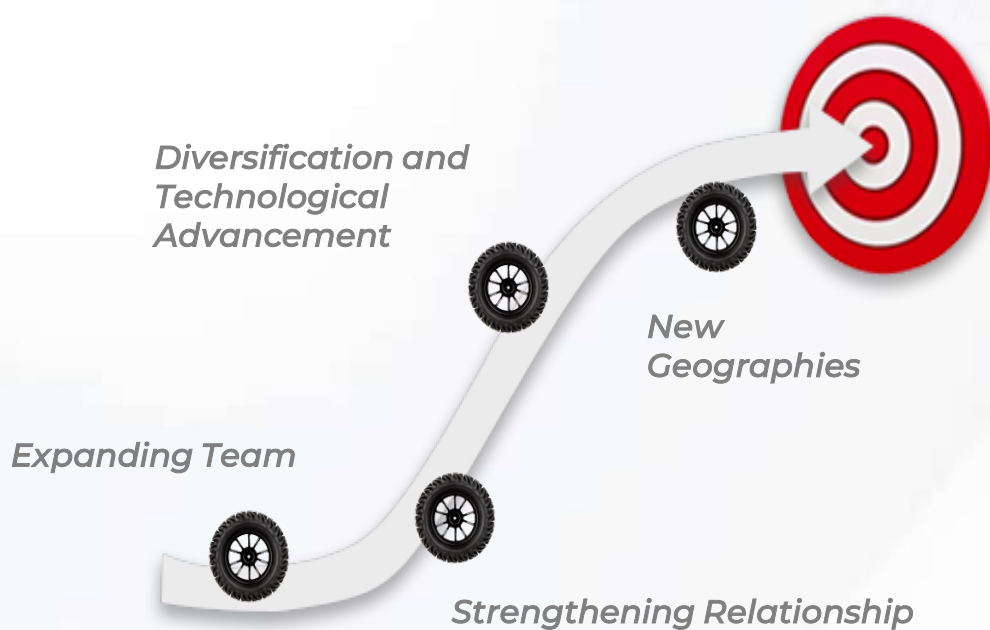 Diversification and
Technological
Advancement
New
Geographies
Expanding Team
Strengthening Relationship